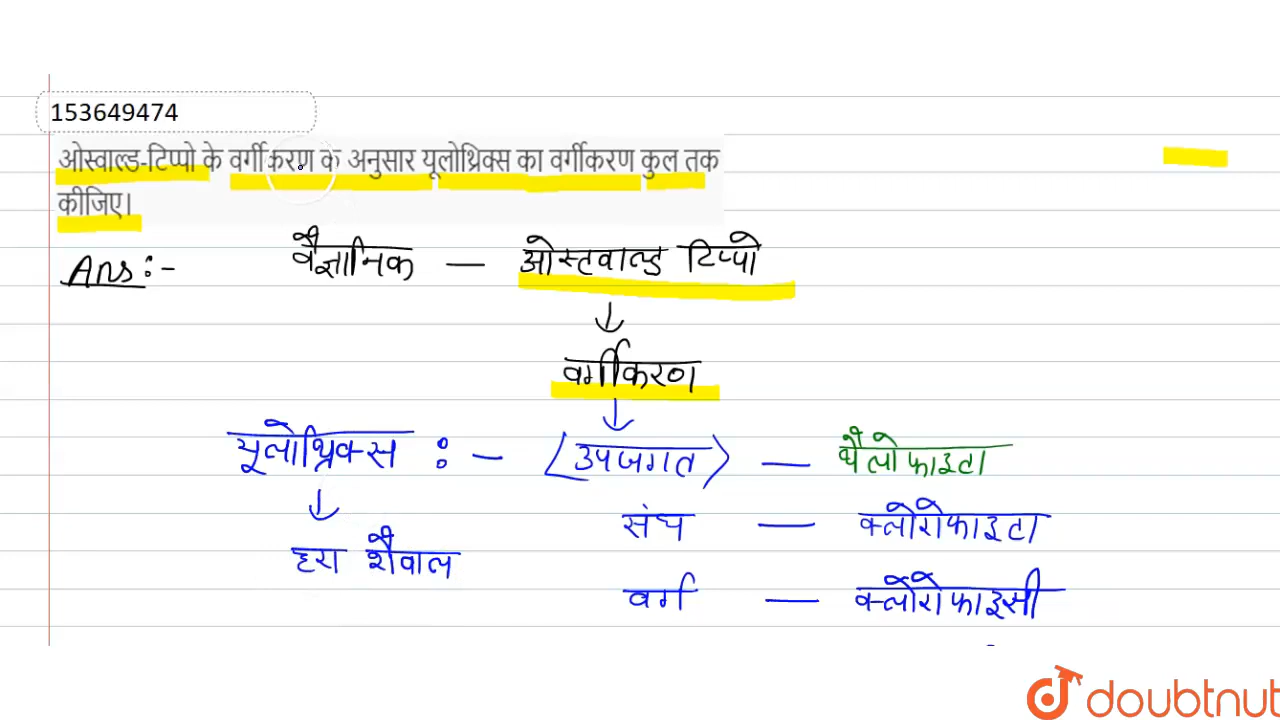 153649474
ओस्वाल्ड-टिप्पो के वर्गीकरण के अनुसार यूलोथ्रिक्स का वर्गीकरण कुल तक
कीजिए।
Ans :- वैज्ञानिक — ओस्टवाल्ड टिप्पो
↓
वर्गीकरण
↓
यूलोथ्रिक्स :- (उपजगत) — थैलोफाइटा
↓
संघ — क्लोरोफाइटा
हरा शैवाल
वर्ग — क्लोरोफाइसी
doubtnut